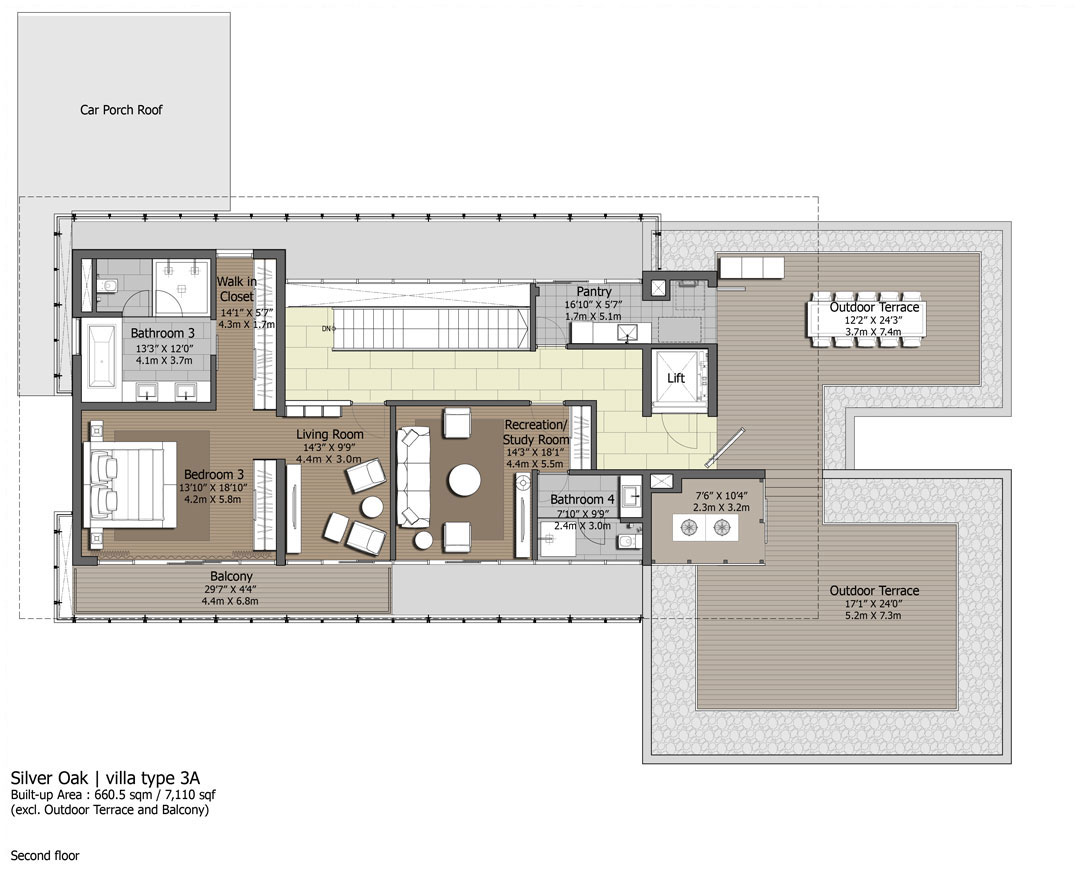 Car Porch Roof
Walk in
Closet
14'1" X 5'7"
4.3m X 1.7m
Pantry
16'10" X 5'7"
1.7m X 5.1m
Outdoor Terrace
12'2" X 24'3"
3.7m X 7.4m
DN
Bathroom 3
13'3" X 12'0"
4.1m X 3.7m
Lift
Living Room
14'3" X 9'9"
4.4m X 3.0m
Recreation/
Study Room
14'3" X 18'1"
4.4m X 5.5m
Bedroom 3
13'10" X 18'10"
4.2m X 5.8m
Bathroom 4
7'10" X 9'9"
2.4m X 3.0m
7'6" X 10'4"
2.3m X 3.2m
Balcony
29'7" X 4'4"
4.4m X 6.8m
Outdoor Terrace
17'1" X 24'0"
5.2m X 7.3m
Silver Oak | villa type 3A
Built-up Area : 660.5 sqm / 7,110 sqf
(excl. Outdoor Terrace and Balcony)
Second floor